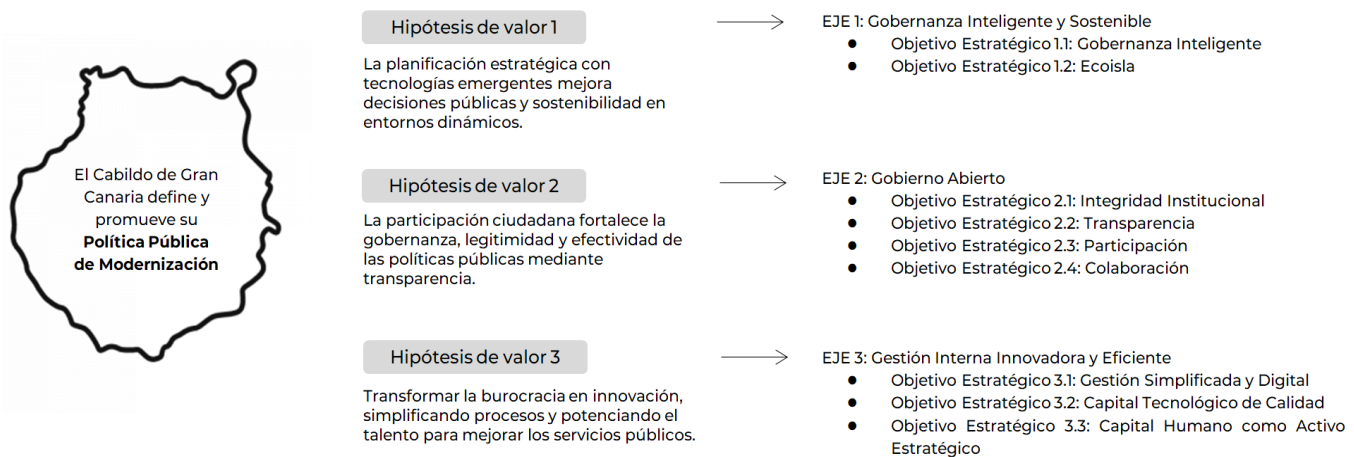 El Cabildo de Gran
Canaria define y
promueve su
Política Pública
de Modernización
Hipótesis de valor 1
La planificación estratégica con
tecnologías emergentes mejora
decisiones públicas y sostenibilidad en
entornos dinámicos.
EJE 1: Gobernanza Inteligente y Sostenible
● Objetivo Estratégico 1.1: Gobernanza Inteligente
● Objetivo Estratégico 1.2: Ecoisla
Hipótesis de valor 2
La participación ciudadana fortalece la
gobernanza, legitimidad y efectividad de
las políticas públicas mediante
transparencia.
EJE 2: Gobierno Abierto
● Objetivo Estratégico 2.1: Integridad Institucional
● Objetivo Estratégico 2.2: Transparencia
● Objetivo Estratégico 2.3: Participación
● Objetivo Estratégico 2.4: Colaboración
Hipótesis de valor 3
Transformar la burocracia en innovación,
simplificando procesos y potenciando el
talento para mejorar los servicios públicos.
EJE 3: Gestión Interna Innovadora y Eficiente
● Objetivo Estratégico 3.1: Gestión Simplificada y Digital
● Objetivo Estratégico 3.2: Capital Tecnológico de Calidad
● Objetivo Estratégico 3.3: Capital Humano como Activo
Estratégico